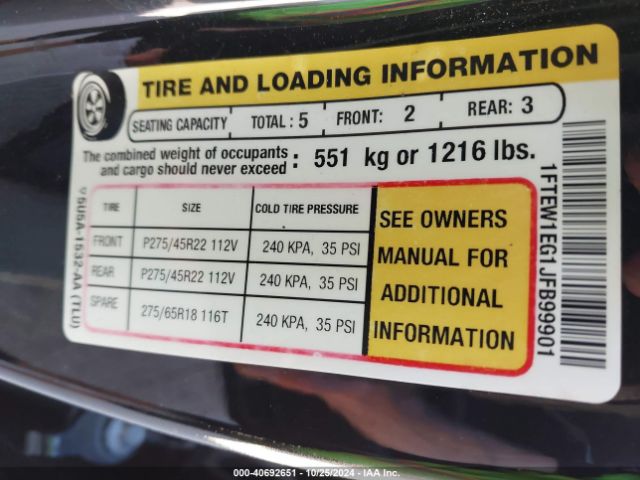 TIRE AND LOADING INFORMATION
SEATING CAPACITY TOTAL : 5 FRONT: 2 REAR: 3
The combined weight of occupants
and cargo should never exceed : 551 kg or 1216 lbs.
TIRE SIZE COLD TIRE PRESSURE
FRONT P275/45R22 112V 240 KPA, 35 PSI
REAR P275/45R22 112V 240 KPA, 35 PSI
SPARE 275/65R18 116T 240 KPA, 35 PSI
SEE OWNERS
MANUAL FOR
ADDITIONAL
INFORMATION
5U5A-1532-AA (TLU)
1FTEW1EG1JFB99901
000-40692651 - 10/25/2024 - IAA Inc.